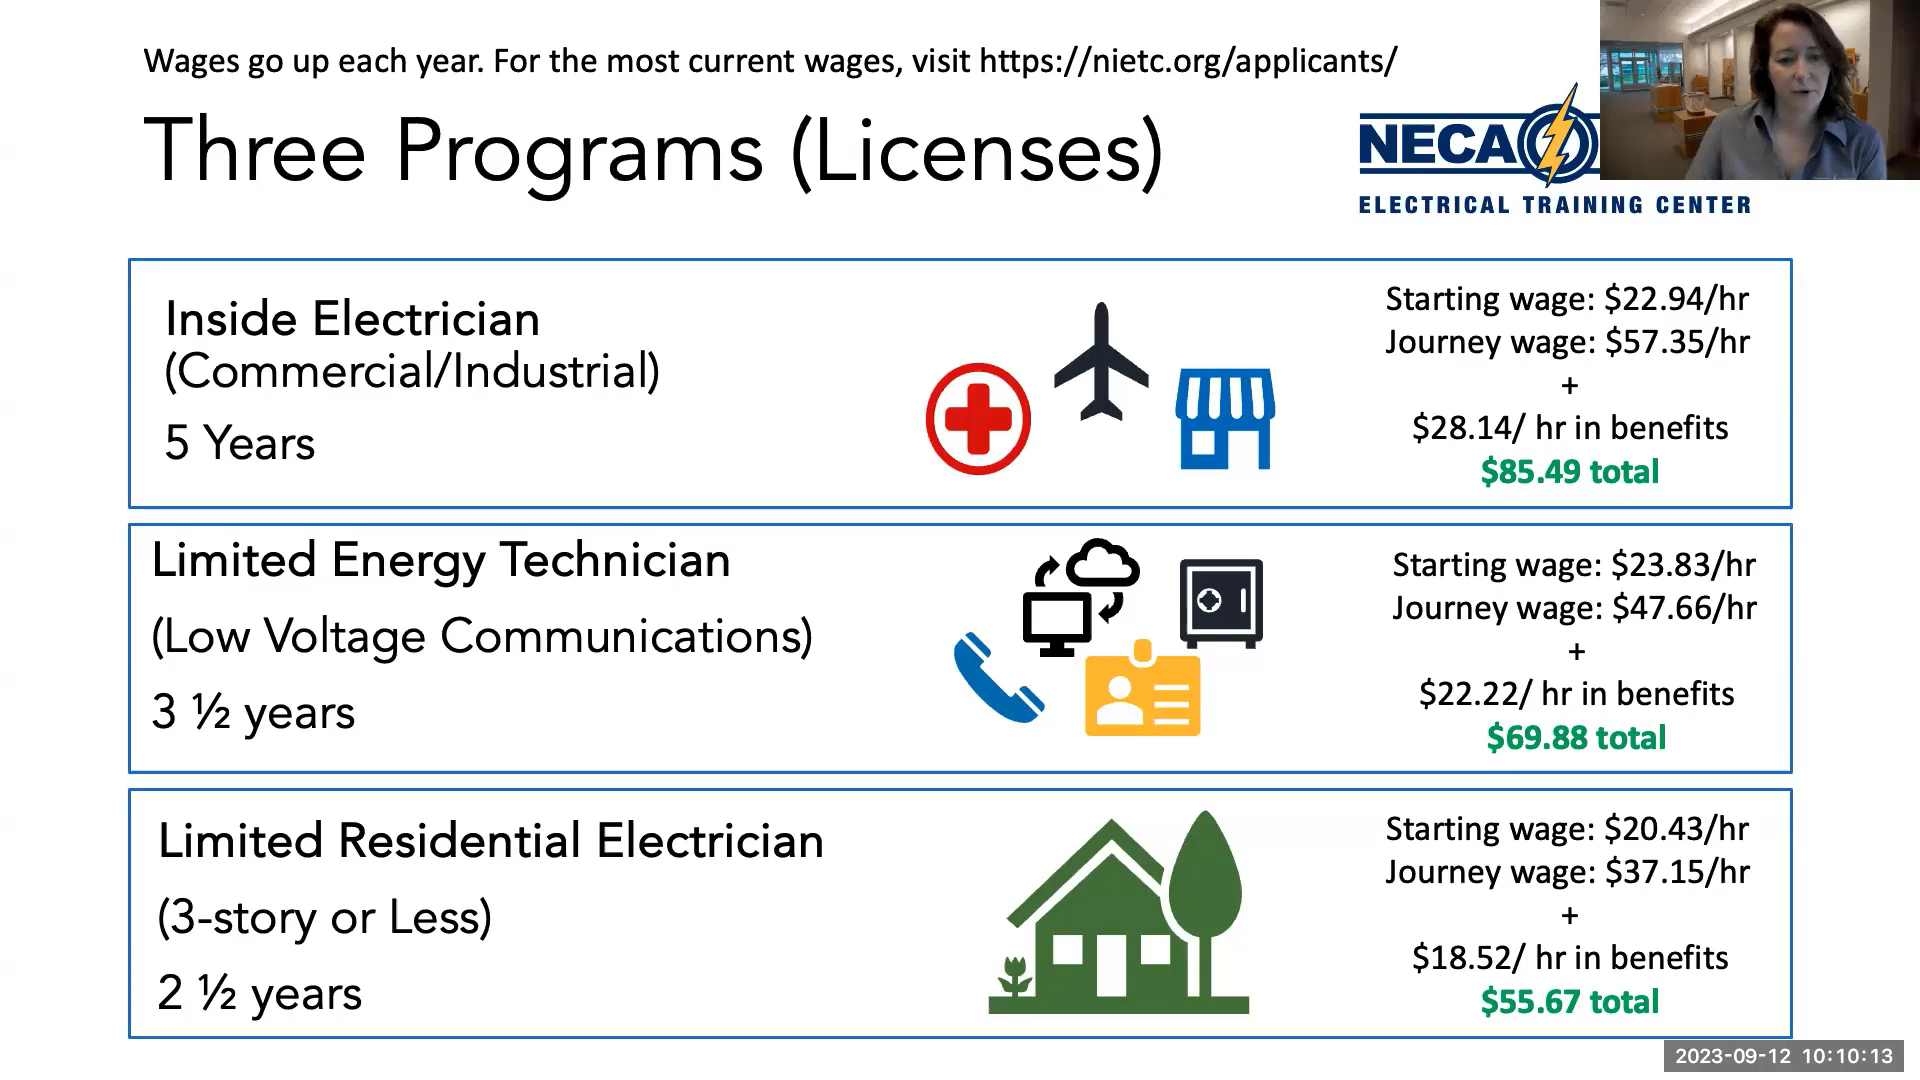 Wages go up each year. For the most current wages, visit https://nietc.org/applicants/
Three Programs (Licenses)
NECA
ELECTRICAL TRAINING CENTER
Inside Electrician
(Commercial/Industrial)
5 Years
Starting wage: $22.94/hr
Journey wage: $57.35/hr
+
$28.14/ hr in benefits
$85.49 total
Limited Energy Technician
(Low Voltage Communications)
3 ½ years
Starting wage: $23.83/hr
Journey wage: $47.66/hr
+
$22.22/ hr in benefits
$69.88 total
Limited Residential Electrician
(3-story or Less)
2 ½ years
Starting wage: $20.43/hr
Journey wage: $37.15/hr
+
$18.52/ hr in benefits
$55.67 total
2023-09-12 10:10:13